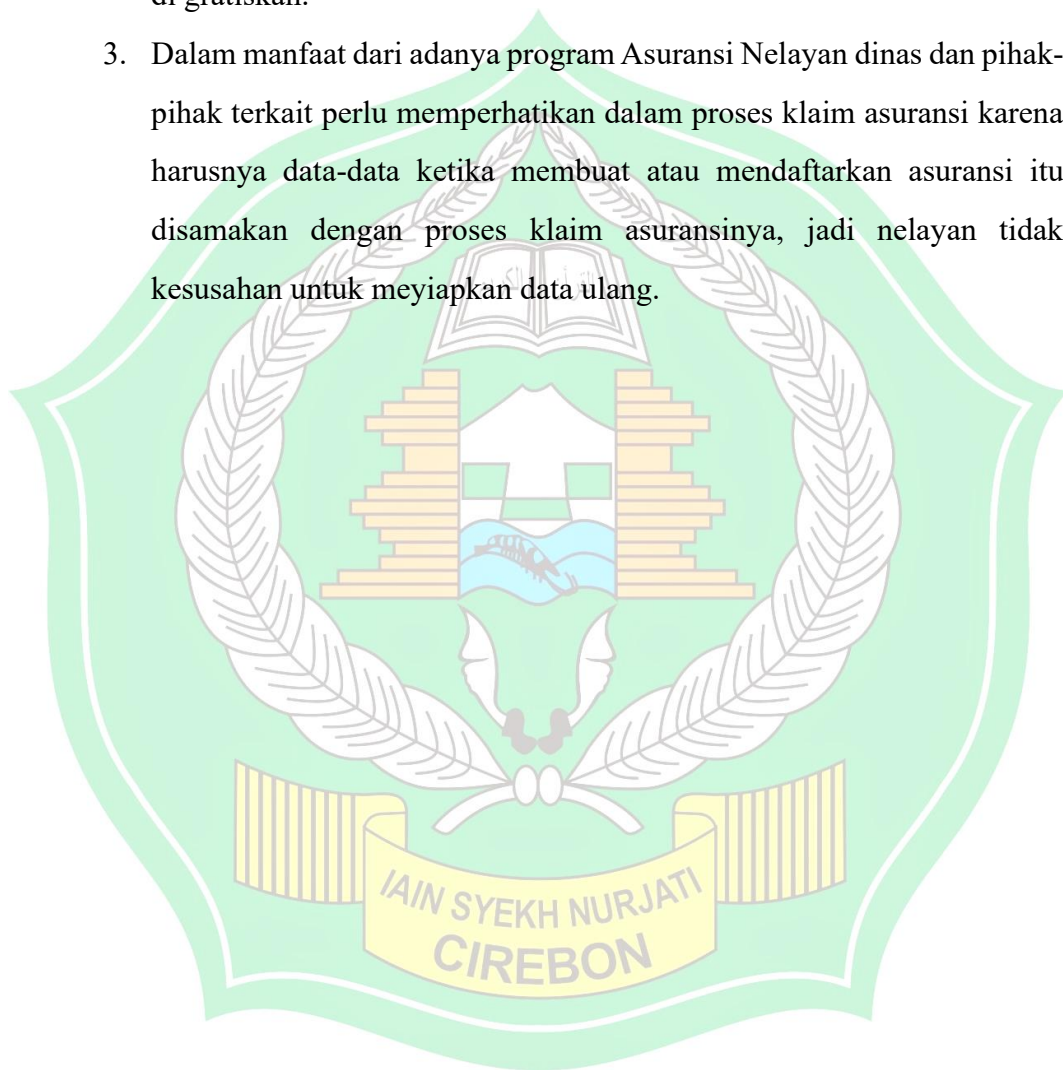 di gratiskan.
3. Dalam manfaat dari adanya program Asuransi Nelayan dinas dan pihak-
pihak terkait perlu memperhatikan dalam proses klaim asuransi karena
harusnya data-data ketika membuat atau mendaftarkan asuransi itu
disamakan dengan proses klaim asuransinya, jadi nelayan tidak
kesusahan untuk meyiapkan data ulang.
IAIN SYEKH NURJATI
CIREBON